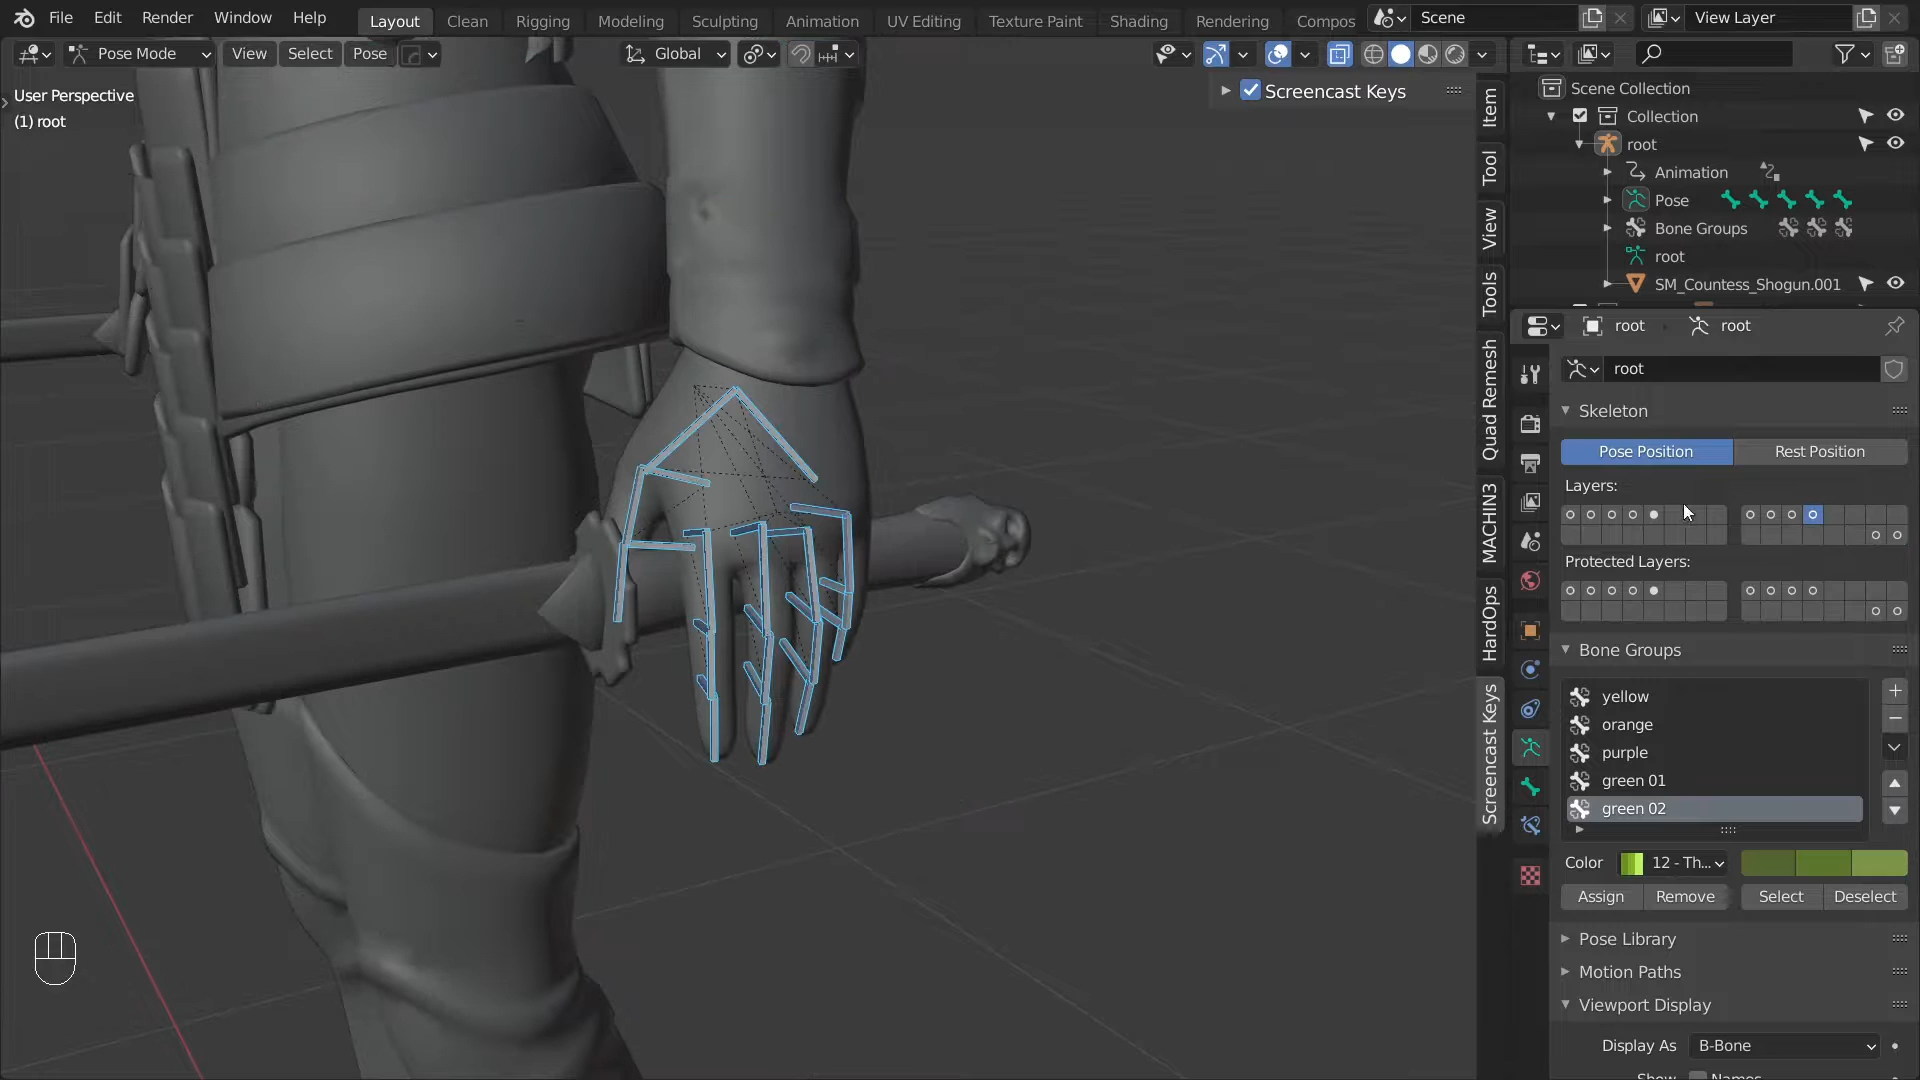 File Edit Render Window Help Layout Clean Rigging Modeling Sculpting Animation UV Editing Texture Paint Shading Rendering Compos Scene View Layer
Pose Mode View Select Pose Global
User Perspective
(1) root
Screencast Keys
Item
Tool
View
Tools
Quad Remesh
MACHIN3
HardOps
Screencast Keys
Scene Collection
Collection
root
Animation
Pose
Bone Groups
root
SM_Countess_Shogun.001
root root
root
Skeleton
Pose Position Rest Position
Layers:
Protected Layers:
Bone Groups
yellow
orange
purple
green 01
green 02
Color 12 - Th...
Assign Remove Select Deselect
Pose Library
Motion Paths
Viewport Display
Display As B-Bone
Show Names